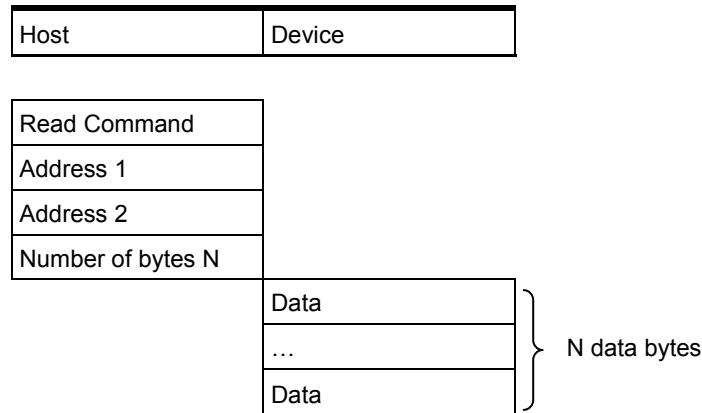 Host Device
Read Command
Address 1
Address 2
Number of bytes N
Data
…
N data bytes
Data